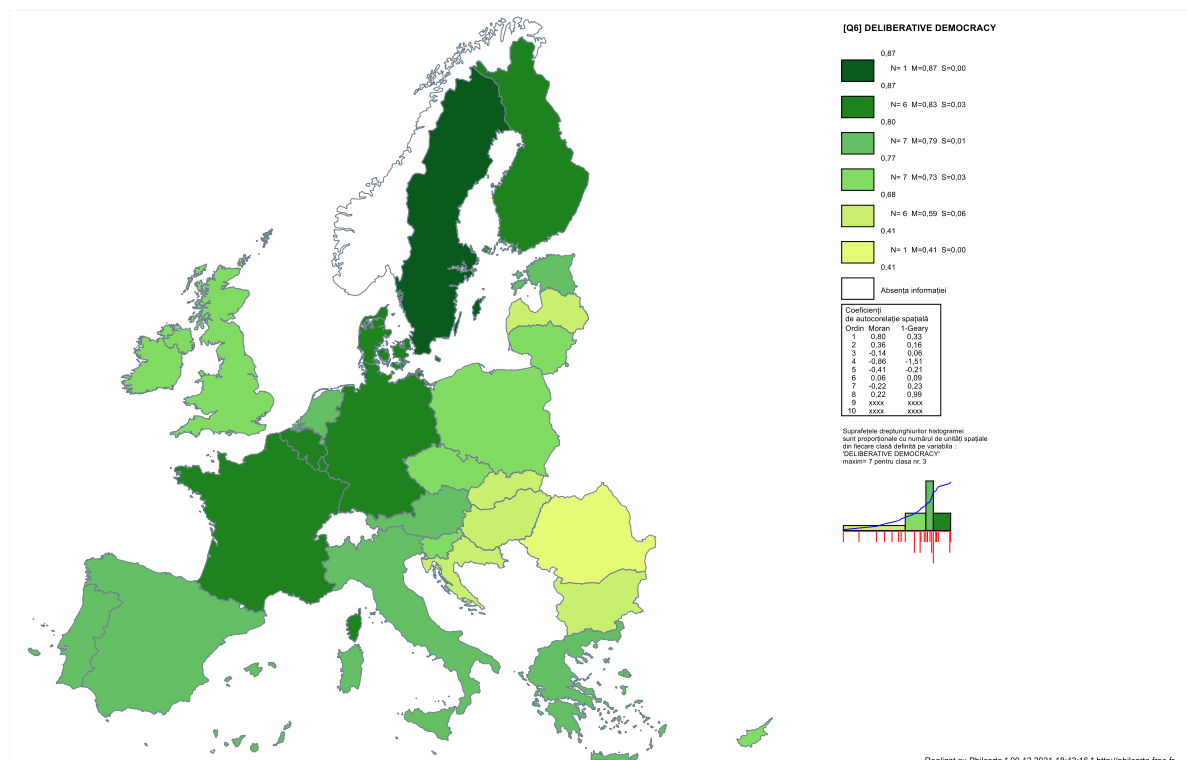 [Q6] DELIBERATIVE DEMOCRACY
0,87
N= 1 M=0,87 S=0,00
0,87
N= 6 M=0,83 S=0,03
0,80
N= 7 M=0,79 S=0,01
0,77
N= 7 M=0,73 S=0,03
0,68
N= 6 M=0,59 S=0,06
0,41
N= 1 M=0,41 S=0,00
0,41
Absența informației
Coeficienți
de autocorelație spațială
Ordin Moran 1-Geary
1 0,80 0,33
2 0,36 0,16
3 -0,14 0,06
4 -0,86 -1,51
5 -0,41 -0,21
6 0,06 0,09
7 -0,22 0,23
8 0,22 0,99
9 xxxx xxxx
10 xxxx xxxx
Suprafețele dreptunghiurilor histogramei
sunt proporționale cu numărul de unități spațiale
din fiecare clasă definită pe variabila :
'DELIBERATIVE DEMOCRACY'
maxim= 7 pentru clasa nr. 3